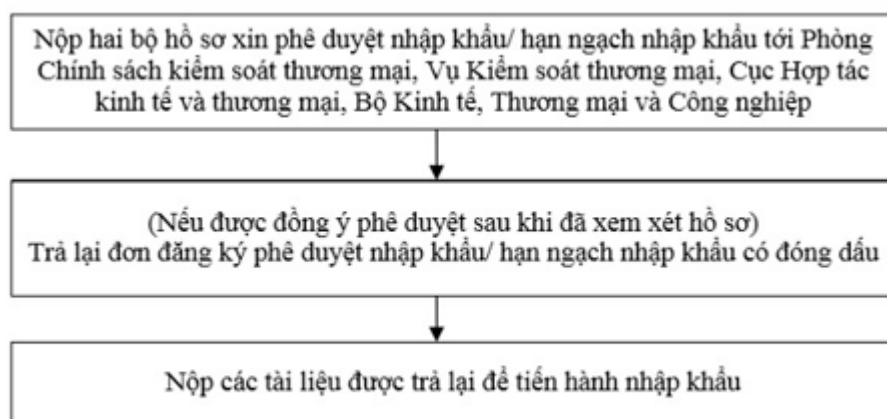 Nộp hai bộ hồ sơ xin phê duyệt nhập khẩu/ hạn ngạch nhập khẩu tới Phòng
Chính sách kiểm soát thương mại, Vụ Kiểm soát thương mại, Cục Hợp tác
kinh tế và thương mại, Bộ Kinh tế, Thương mại và Công nghiệp
(Nếu được đồng ý phê duyệt sau khi đã xem xét hồ sơ)
Trả lại đơn đăng ký phê duyệt nhập khẩu/ hạn ngạch nhập khẩu có đóng dấu
Nộp các tài liệu được trả lại để tiến hành nhập khẩu